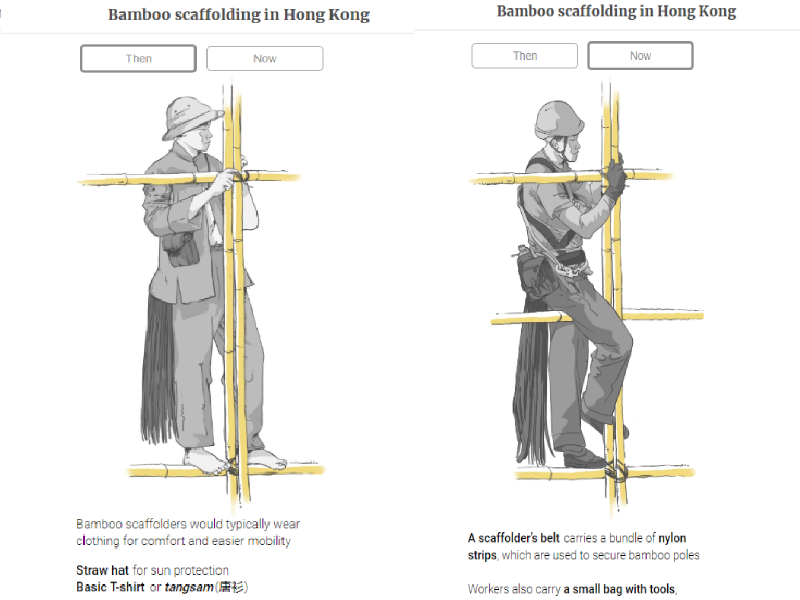 Bamboo scaffolding in Hong Kong
Then
Now
Bamboo scaffolders would typically wear
clothing for comfort and easier mobility
Straw hat for sun protection
Basic T-shirt or tangsam (唐衫)
Bamboo scaffolding in Hong Kong
Then
Now
A scaffolder's belt carries a bundle of nylon
strips, which are used to secure bamboo poles
Workers also carry a small bag with tools,